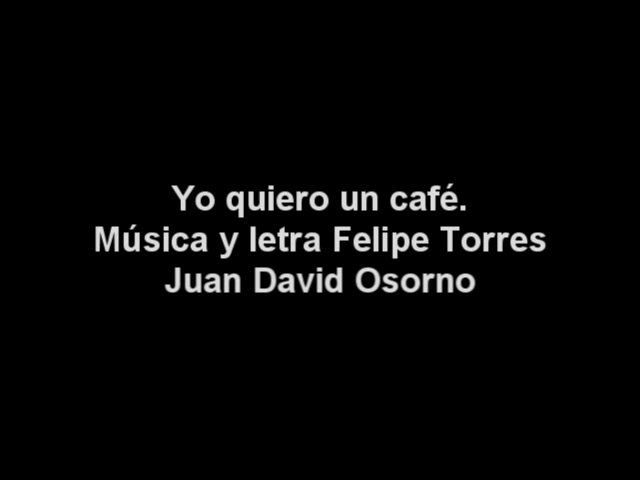 Yo quiero un café.
Música y letra Felipe Torres
Juan David Osorno